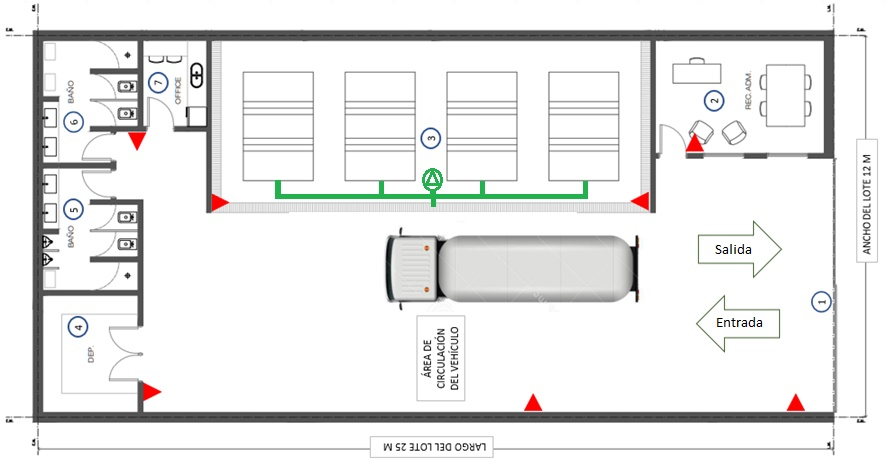 BAÑO
6
7
OFFICE
3
2
REC. ADM.
5
BAÑO
4
DEP.
ÁREA DE
CIRCULACIÓN
DEL VEHÍCULO
Salida
Entrada
1
ANCHO DEL LOTE 12 M
LARGO DEL LOTE 25 M